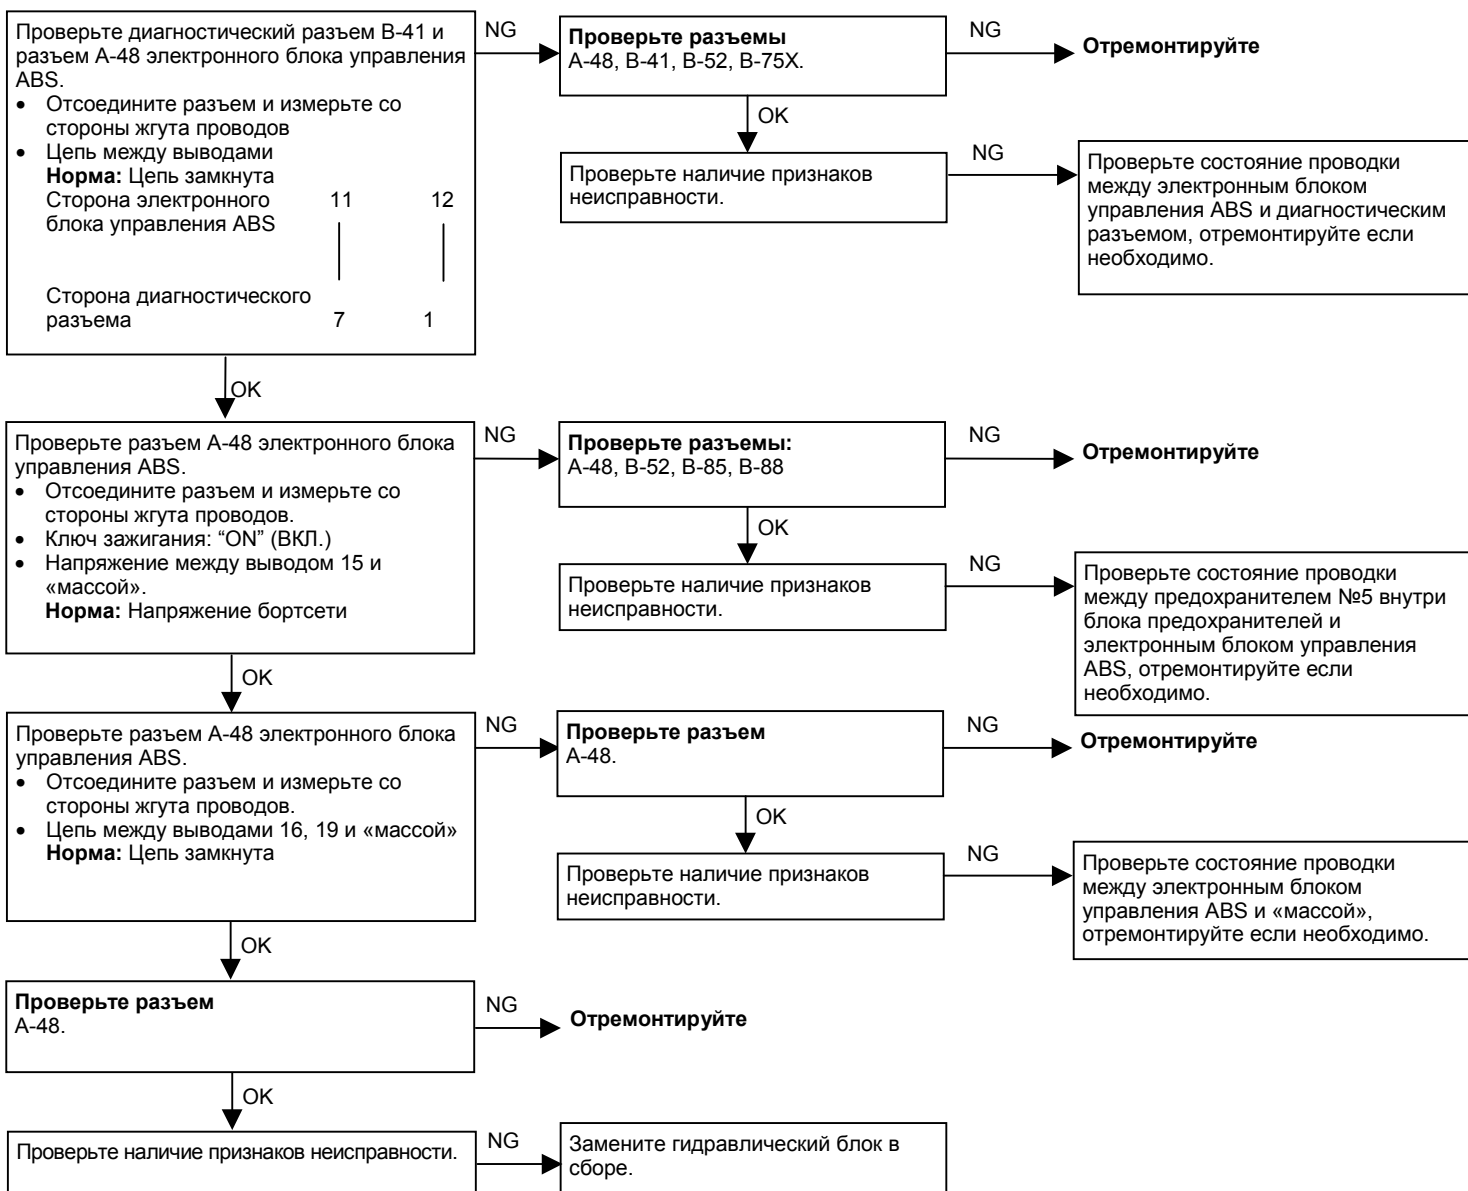 Проверьте диагностический разъем B-41 и
разъем A-48 электронного блока управления
ABS.
• Отсоедините разъем и измерьте со
стороны жгута проводов
• Цепь между выводами
Норма: Цепь замкнута
Сторона электронного 11 12
блока управления ABS
Сторона диагностического
разъема 7 1
NG
Проверьте разъемы
A-48, B-41, B-52, B-75X.
NG
Отремонтируйте
OK
Проверьте наличие признаков
неисправности.
NG
Проверьте состояние проводки
между электронным блоком
управления ABS и диагностическим
разъемом, отремонтируйте если
необходимо.
OK
Проверьте разъем A-48 электронного блока
управления ABS.
• Отсоедините разъем и измерьте со
стороны жгута проводов.
• Ключ зажигания: “ON” (ВКЛ.)
• Напряжение между выводом 15 и
«массой».
Норма: Напряжение бортсети
NG
Проверьте разъемы:
A-48, B-52, B-85, B-88
NG
Отремонтируйте
OK
Проверьте наличие признаков
неисправности.
NG
Проверьте состояние проводки
между предохранителем №5 внутри
блока предохранителей и
электронным блоком управления
ABS, отремонтируйте если
необходимо.
OK
Проверьте разъем A-48 электронного блока
управления ABS.
• Отсоедините разъем и измерьте со
стороны жгута проводов.
• Цепь между выводами 16, 19 и «массой»
Норма: Цепь замкнута
NG
Проверьте разъем
A-48.
NG
Отремонтируйте
OK
Проверьте наличие признаков
неисправности.
NG
Проверьте состояние проводки
между электронным блоком
управления ABS и «массой»,
отремонтируйте если необходимо.
OK
Проверьте разъем
A-48.
NG
Отремонтируйте
OK
Проверьте наличие признаков неисправности.
NG
Замените гидравлический блок в
сборе.